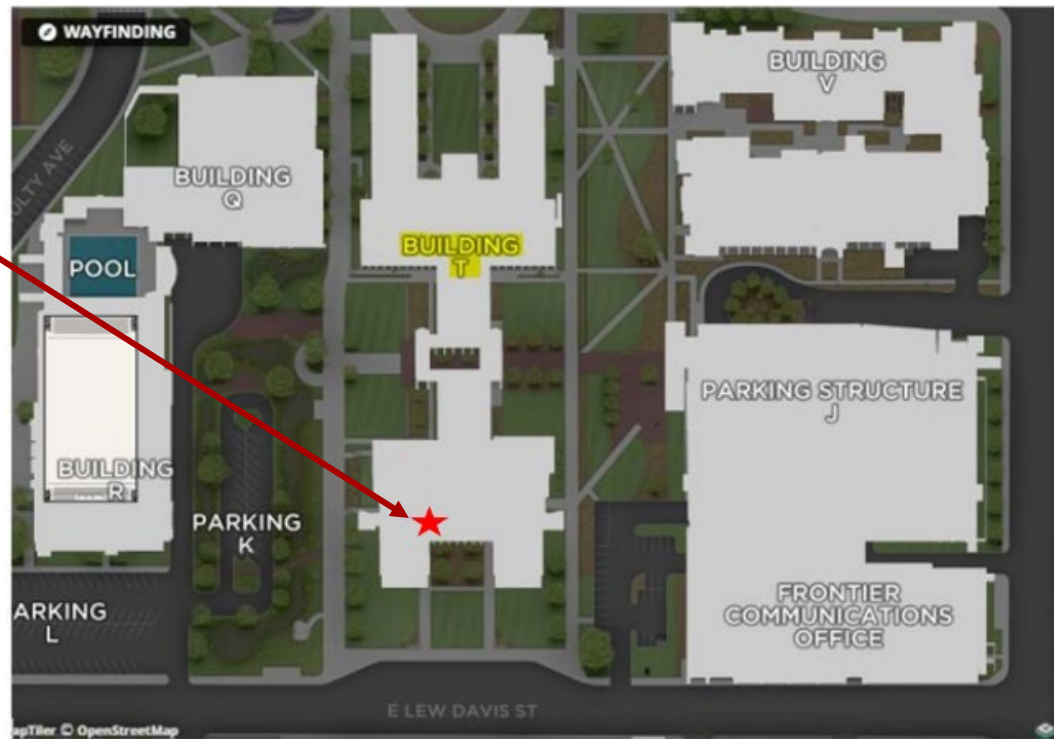 WAYFINDING
ULTY AVE
BUILDING
Q
BUILDING
V
POOL
BUILDING
T
PARKING STRUCTURE
J
BUILDING
R
PARKING
K
ARKING
L
FRONTIER
COMMUNICATIONS
OFFICE
E LEW DAVIS ST
apTiler © OpenStreetMap